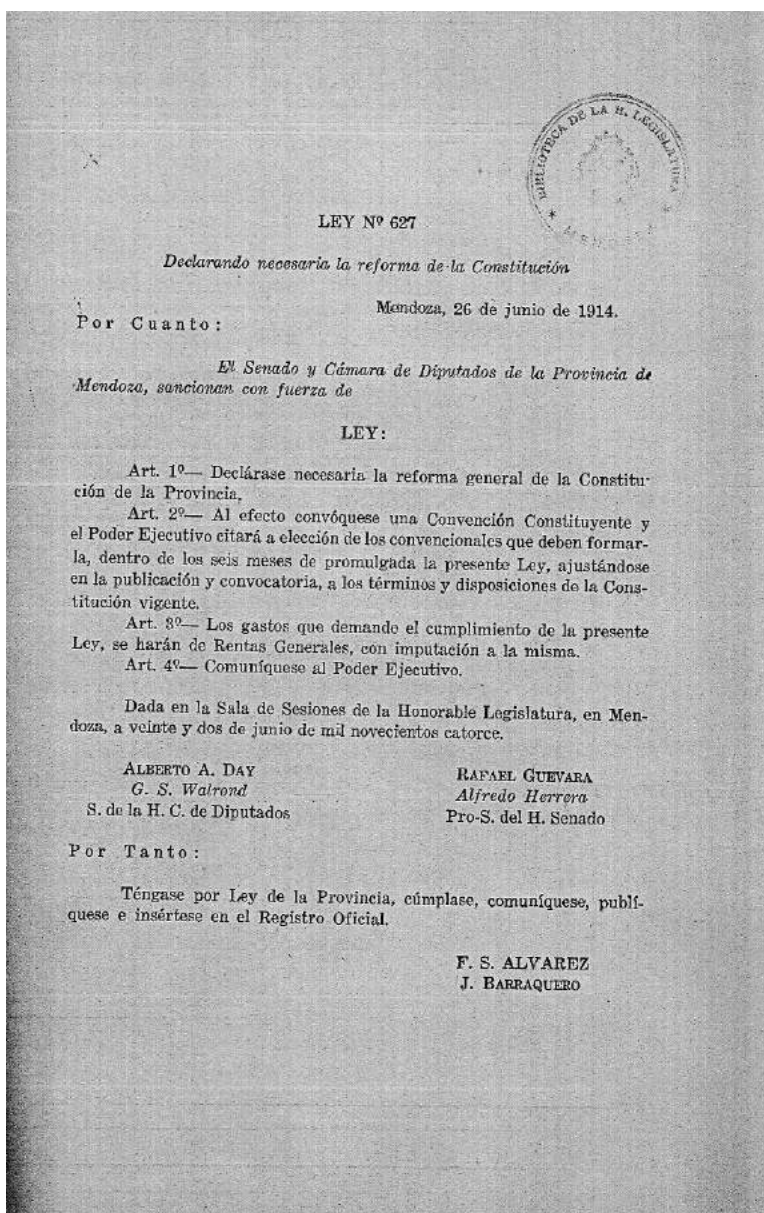 BIBLIOTECA DE LA H. LEGISLATURA
MENDOZA
LEY Nº 627
Declarando necesaria la reforma de la Constitución
Mendoza, 26 de junio de 1914.
Por Cuanto:
El Senado y Cámara de Diputados de la Provincia de
Mendoza, sancionan con fuerza de
LEY:
Art. 1º— Declárase necesaria la reforma general de la Constitu-
ción de la Provincia.
Art. 2º— Al efecto convóquese una Convención Constituyente y
el Poder Ejecutivo citará a elección de los convencionales que deben formar-
la, dentro de los seis meses de promulgada la presente Ley, ajustándose
en la publicación y convocatoria, a los términos y disposiciones de la Cons-
titución vigente.
Art. 3º— Los gastos que demande el cumplimiento de la presente
Ley, se harán de Rentas Generales, con imputación a la misma.
Art. 4º— Comuníquese al Poder Ejecutivo.
Dada en la Sala de Sesiones de la Honorable Legislatura, en Men-
doza, a veinte y dos de junio de mil novecientos catorce.
ALBERTO A. DAY
G. S. Walrond
S. de la H. C. de Diputados
RAFAEL GUEVARA
Alfredo Herrera
Pro-S. del H. Senado
Por Tanto:
Téngase por Ley de la Provincia, cúmplase, comuníquese, publí-
quese e insértese en el Registro Oficial.
F. S. ALVAREZ
J. BARRAQUERO